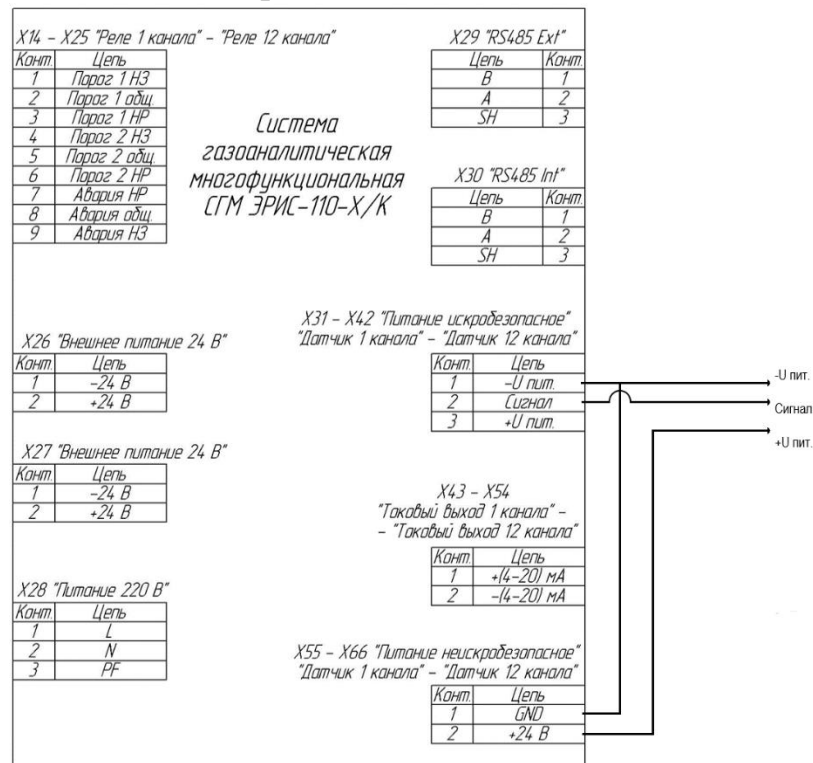 X14 – X25 "Реле 1 канала" – "Реле 12 канала"
Конт. Цепь
1 Порог 1 НЗ
2 Порог 1 общ.
3 Порог 1 НР
4 Порог 2 НЗ
5 Порог 2 общ.
6 Порог 2 НР
7 Авария НР
8 Авария общ.
9 Авария НЗ
Система
газоаналитическая
многофункциональная
СГМ ЭРИС-110-X/К
X29 "RS485 Ext"
Цепь Конт.
B 1
A 2
SH 3
X30 "RS485 Int"
Цепь Конт.
B 1
A 2
SH 3
X26 "Внешнее питание 24 В"
Конт. Цепь
1 -24 В
2 +24 В
X31 – X42 "Питание искробезопасное"
"Датчик 1 канала" – "Датчик 12 канала"
Конт. Цепь
1 -U пит.
2 Сигнал
3 +U пит.
-U пит.
Сигнал
+U пит.
X27 "Внешнее питание 24 В"
Конт. Цепь
1 -24 В
2 +24 В
X43 – X54
"Токовый выход 1 канала" –
– "Токовый выход 12 канала"
Конт. Цепь
1 +(4-20) мА
2 -(4-20) мА
X28 "Питание 220 В"
Конт. Цепь
1 L
2 N
3 PF
X55 – X66 "Питание неискробезопасное"
"Датчик 1 канала" – "Датчик 12 канала"
Конт. Цепь
1 GND
2 +24 В